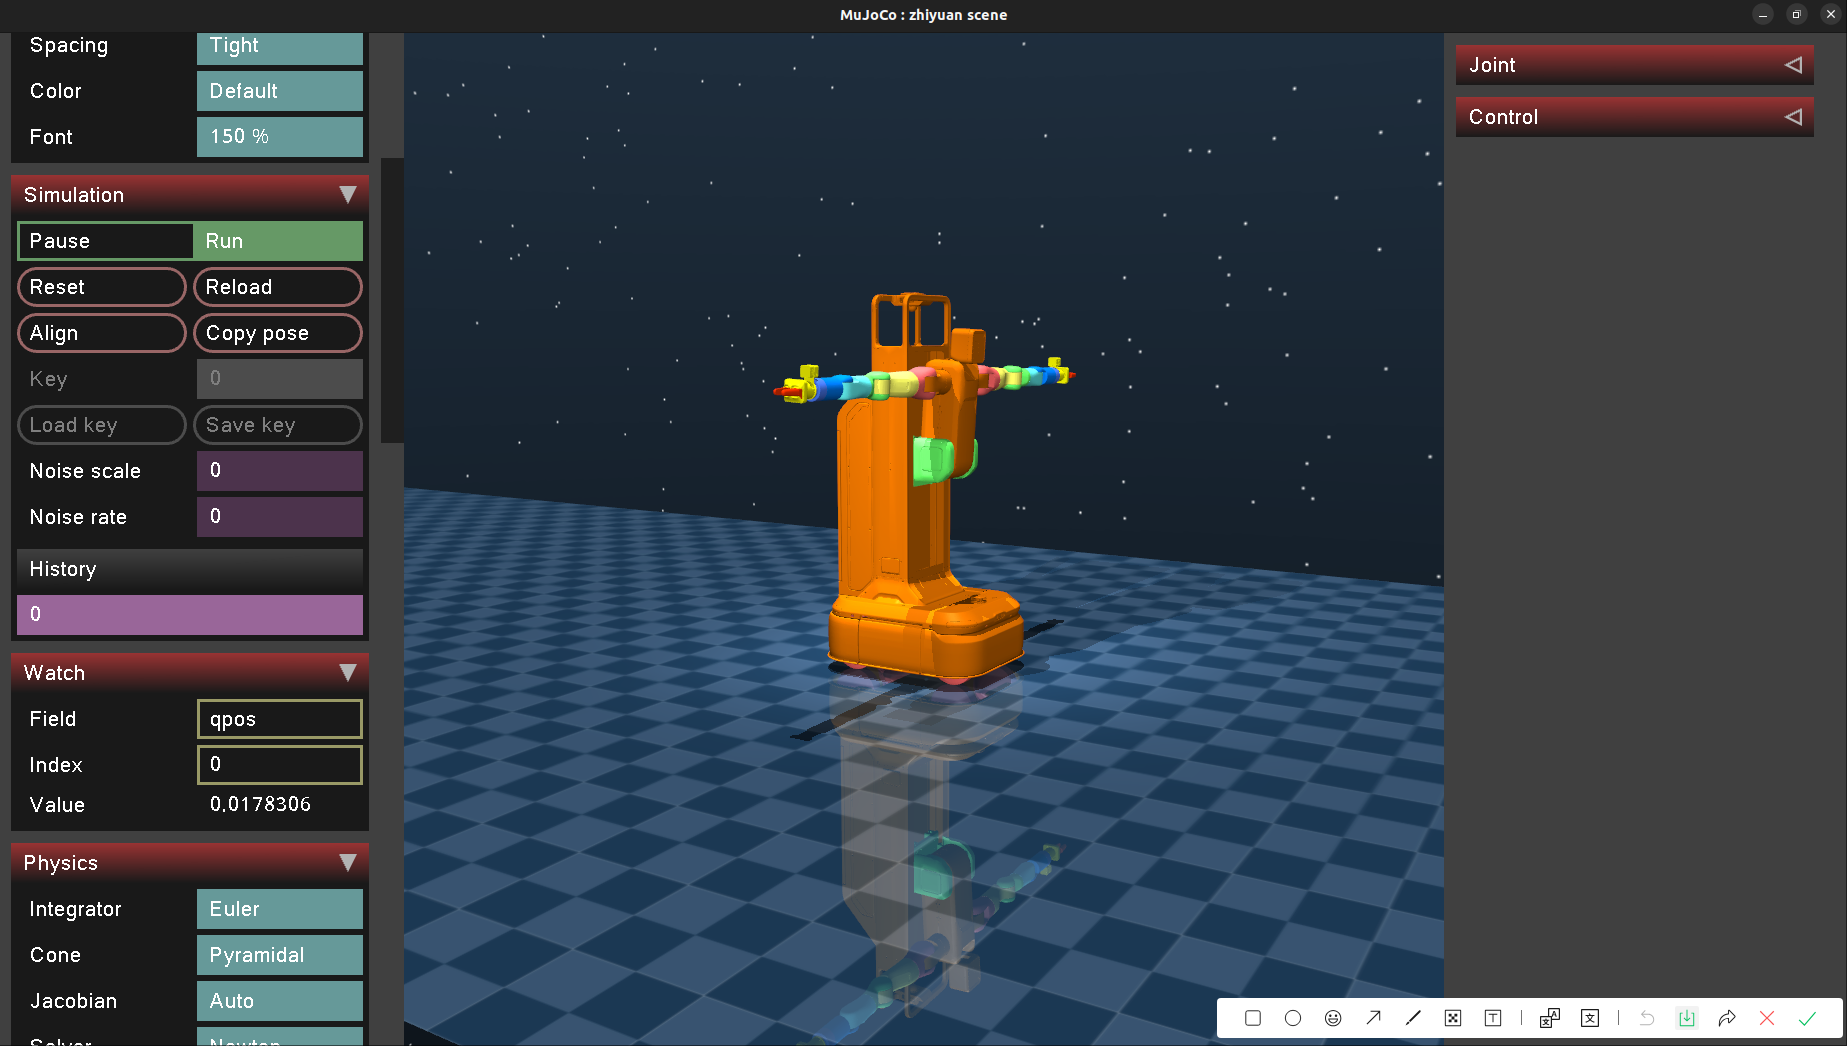 MuJoCo : zhiyuan scene
Spacing Tight
Color Default
Font 150 %
Simulation
Pause Run
Reset Reload
Align Copy pose
Key 0
Load key Save key
Noise scale 0
Noise rate 0
History
0
Watch
Field qpos
Index 0
Value 0.0178306
Physics
Integrator Euler
Cone Pyramidal
Jacobian Auto
Solver Newton
Joint
Control